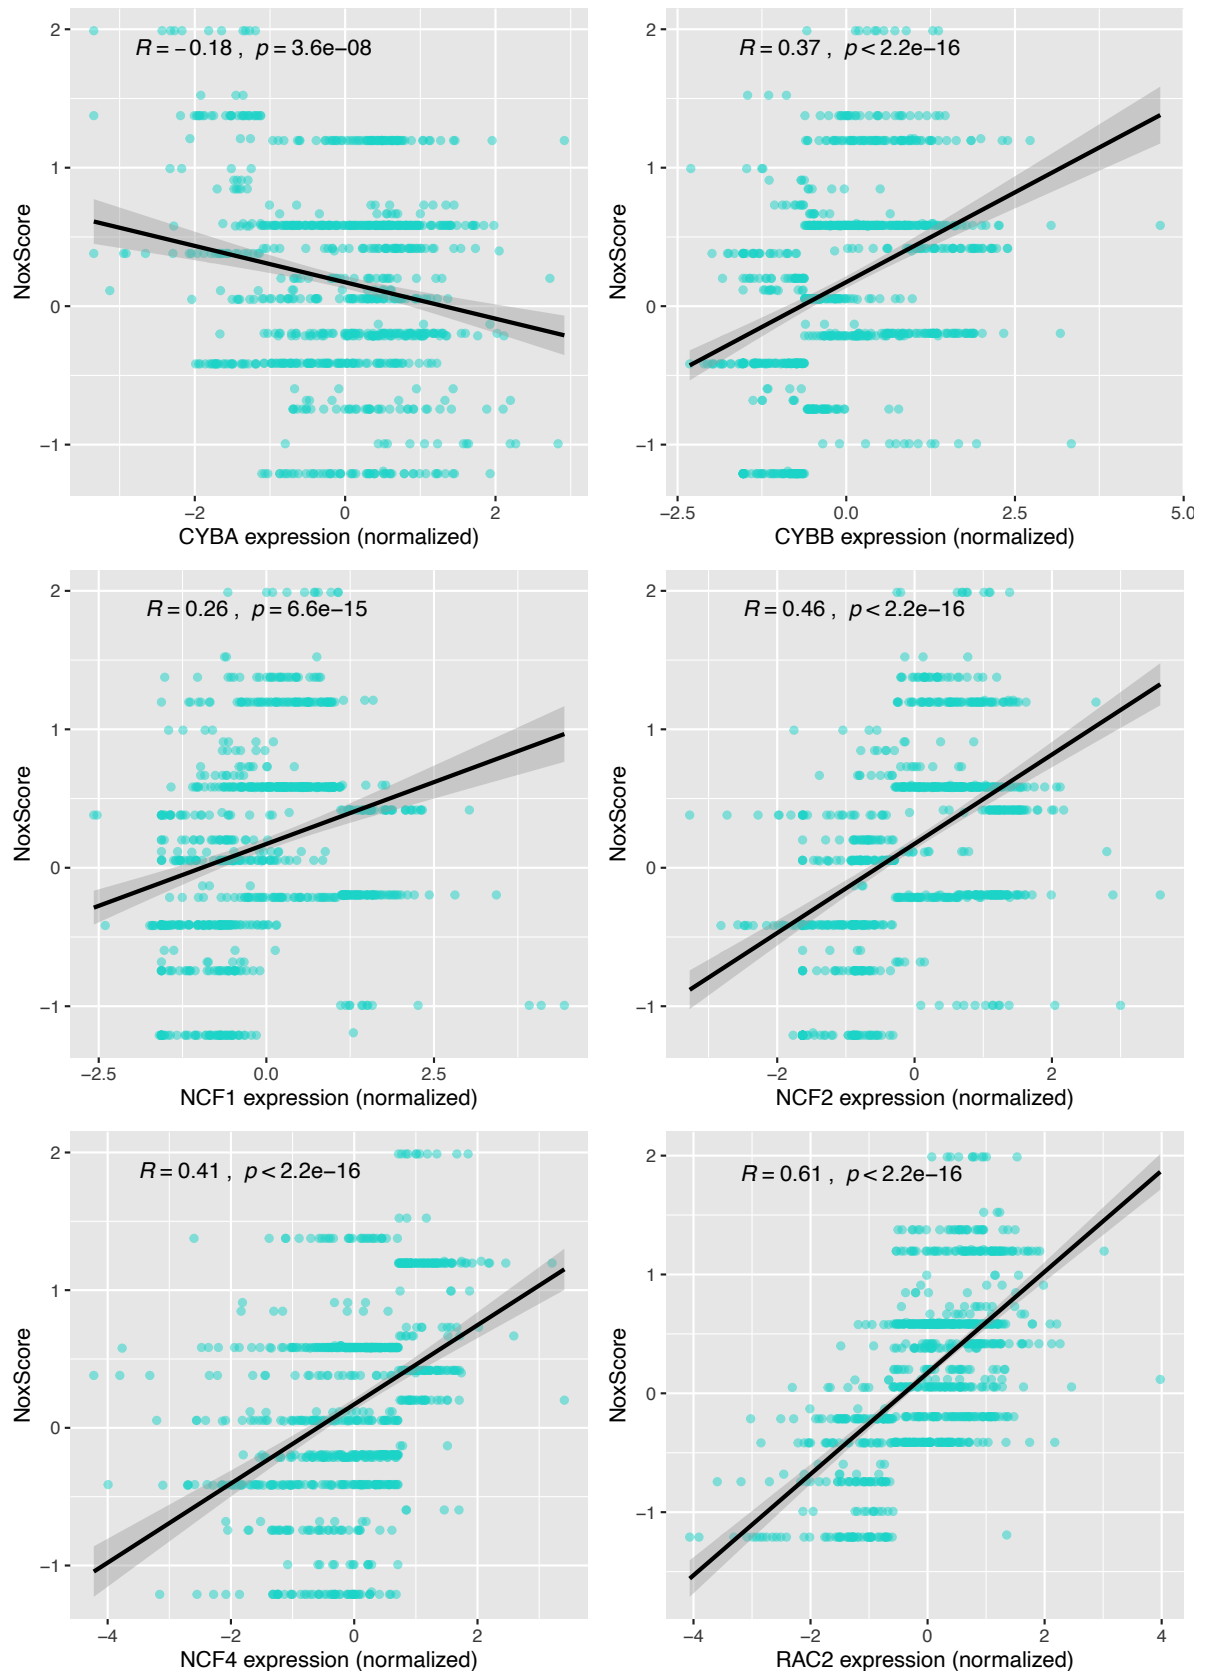 R = −0.18 , p = 3.6e−08
2
1
0
−1
NoxScore
−2 0 2
CYBA expression (normalized)
R = 0.37 , p < 2.2e−16
2
1
0
−1
NoxScore
−2.5 0.0 2.5 5.0
CYBB expression (normalized)
R = 0.26 , p = 6.6e−15
2
1
0
−1
NoxScore
−2.5 0.0 2.5
NCF1 expression (normalized)
R = 0.46 , p < 2.2e−16
2
1
0
−1
NoxScore
−2 0 2
NCF2 expression (normalized)
R = 0.41 , p < 2.2e−16
2
1
0
−1
NoxScore
−4 −2 0 2
NCF4 expression (normalized)
R = 0.61 , p < 2.2e−16
2
1
0
−1
NoxScore
−4 −2 0 2 4
RAC2 expression (normalized)